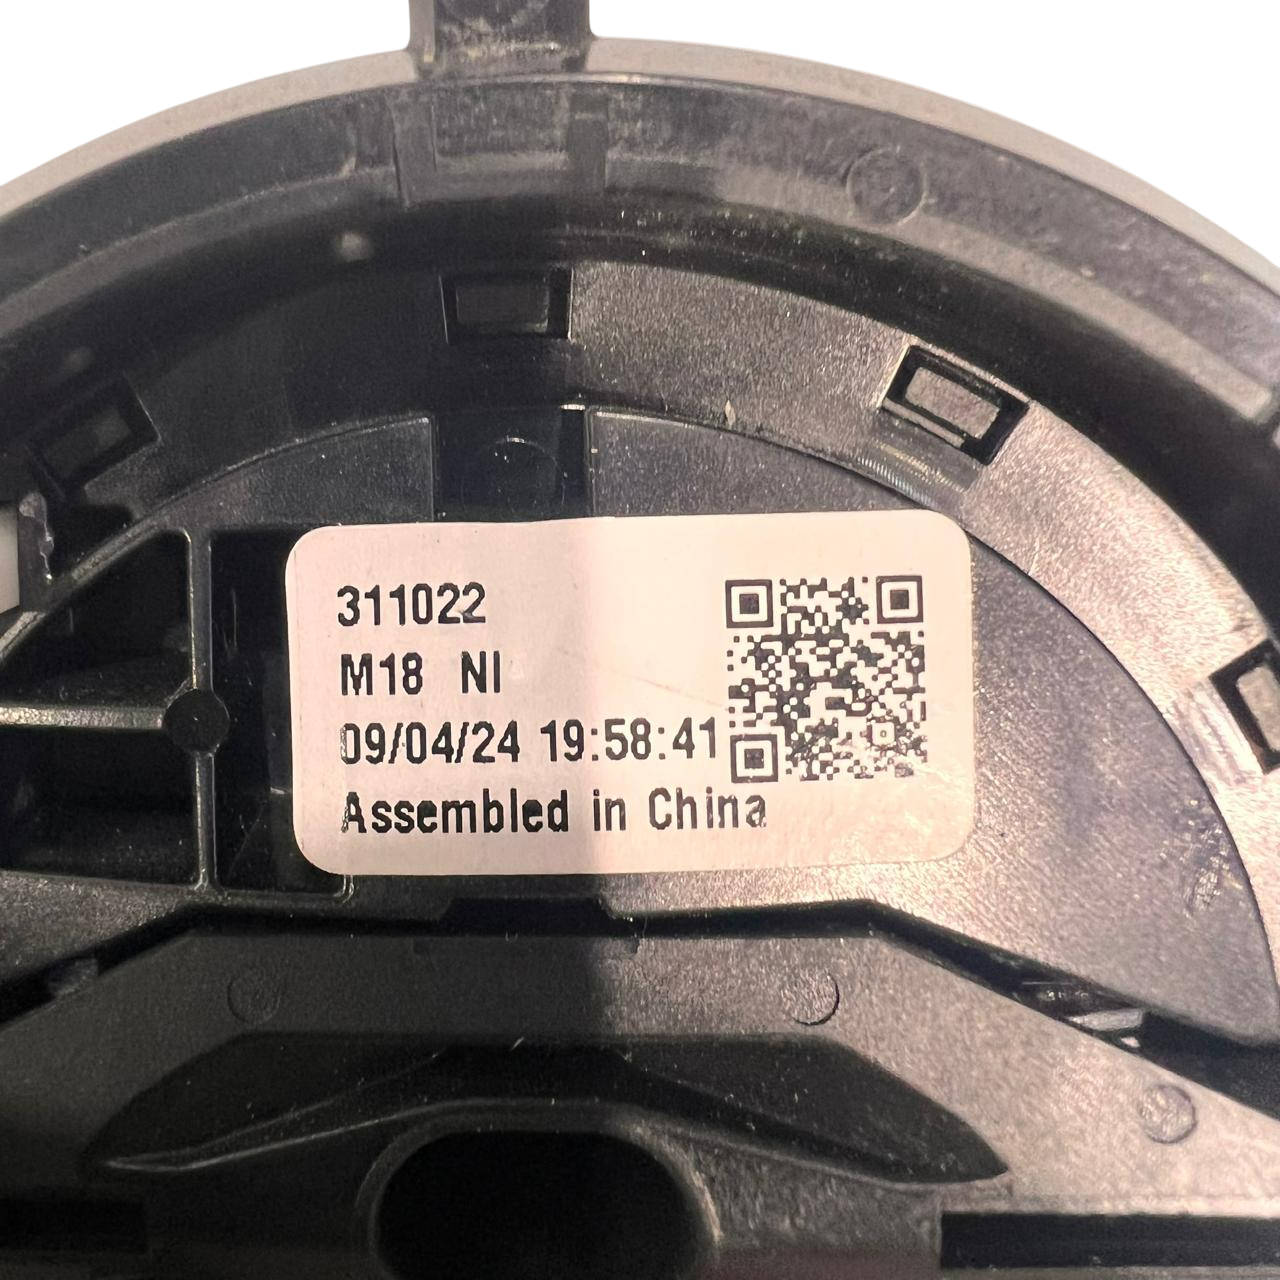 311022
M18 NI
09/04/24 19:58:41
Assembled in China